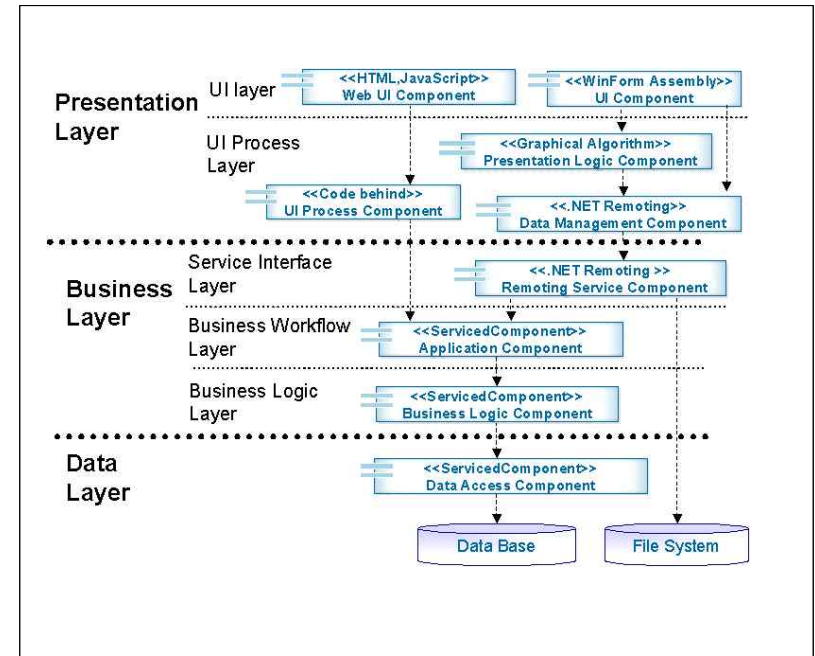 <<HTML,JavaScript>>
Web UI Component
<<WinForm Assembly>>
UI Component
UI layer
Presentation
Layer
UI Process
Layer
<<Graphical Algorithm>>
Presentation Logic Component
<<Code behind>>
UI Process Component
<<.NET Remoting>>
Data Management Component
Service Interface
Layer
<<.NET Remoting >>
Remoting Service Component
Business
Layer
Business Workflow
Layer
<<ServicedComponent>>
Application Component
Business Logic
Layer
<<ServicedComponent>>
Business Logic Component
Data
Layer
<<ServicedComponent>>
Data Access Component
Data Base
File System